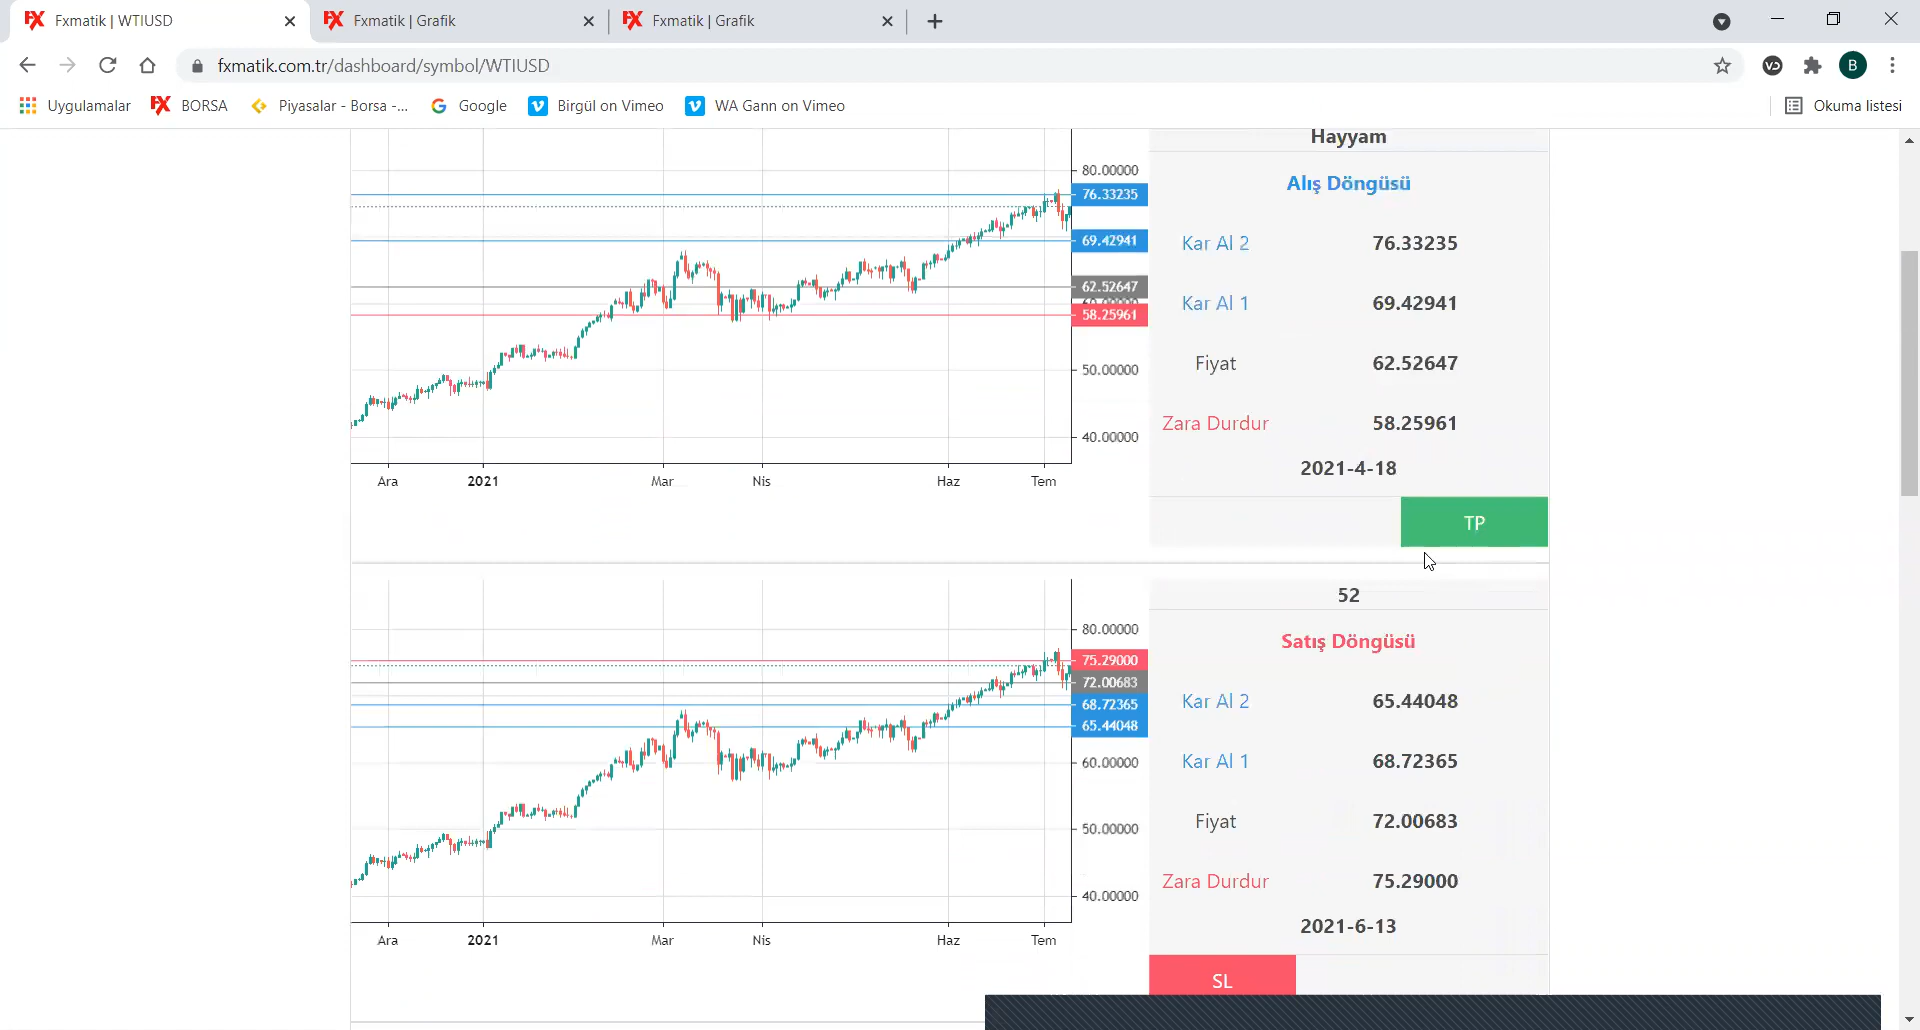 Fxmatik | WTIUSD
Fxmatik | Grafik
Fxmatik | Grafik
fxmatik.com.tr/dashboard/symbol/WTIUSD
B
Uygulamalar
BORSA
Piyasalar - Borsa -...
Google
Birgül on Vimeo
WA Gann on Vimeo
Okuma listesi
80.00000
76.33235
69.42941
62.52647
58.25961
50.00000
40.00000
Ara
2021
Mar
Nis
Haz
Tem
Hayyam
Alış Döngüsü
Kar Al 2 76.33235
Kar Al 1 69.42941
Fiyat 62.52647
Zara Durdur 58.25961
2021-4-18
TP
80.00000
75.29000
72.00683
68.72365
65.44048
60.00000
50.00000
40.00000
Ara
2021
Mar
Nis
Haz
Tem
52
Satış Döngüsü
Kar Al 2 65.44048
Kar Al 1 68.72365
Fiyat 72.00683
Zara Durdur 75.29000
2021-6-13
SL